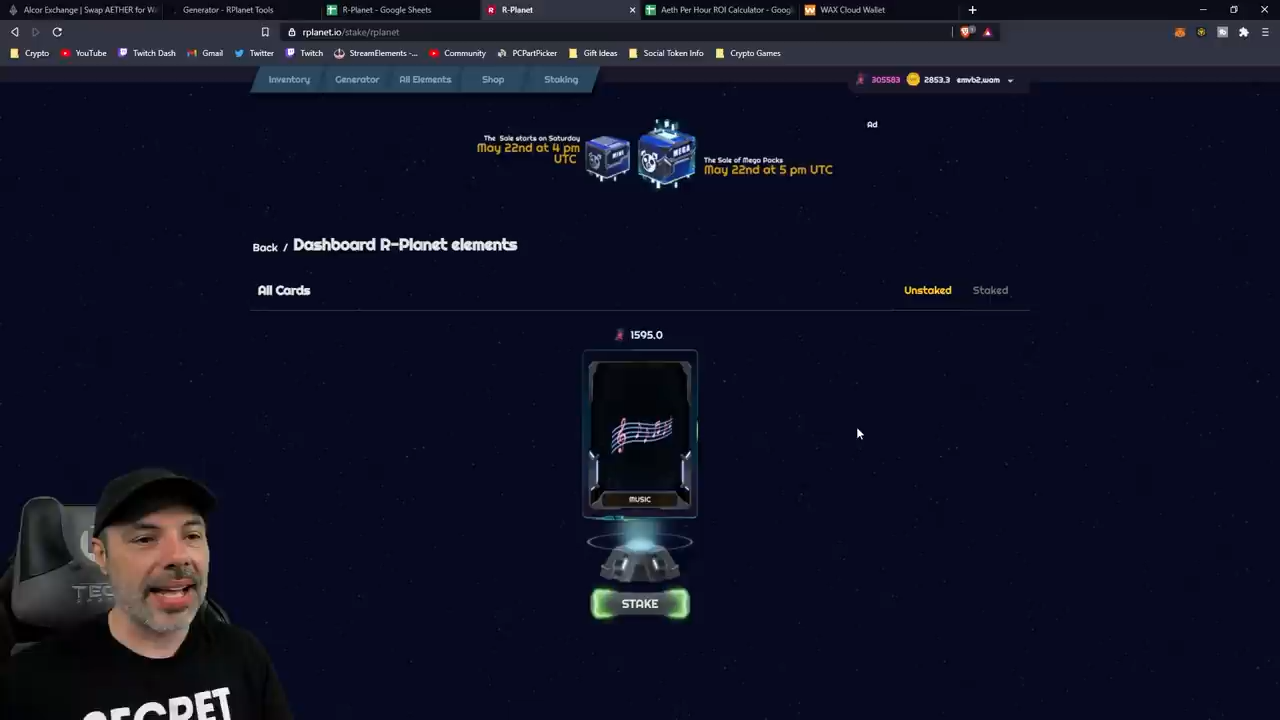 Alcor Exchange | Swap AETHER for Wa
Generator - RPlanet Tools
R-Planet - Google Sheets
R-Planet
Aeth Per Hour ROI Calculator - Goog
WAX Cloud Wallet
rplanet.io/stake/rplanet
Crypto
YouTube
Twitch Dash
Gmail
Twitter
Twitch
StreamElements -...
Community
PCPartPicker
Gift Ideas
Social Token Info
Crypto Games
Inventory
Generator
All Elements
Shop
Staking
305583
2853.3
emvb2.wam
Ad
The Sale starts on Saturday
May 22nd at 4 pm
UTC
MEGA
The Sale of Mega Packs
May 22nd at 5 pm UTC
Back / Dashboard R-Planet elements
All Cards
Unstaked
Staked
1595.0
MUSIC
STAKE
SECRET